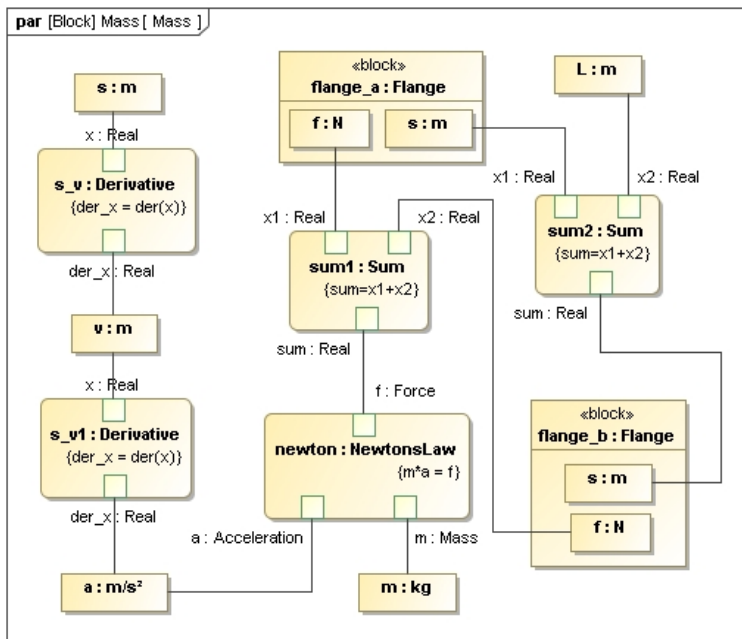 par [Block] Mass [ Mass ]
s : m
x : Real
s_v : Derivative
{der_x = der(x)}
der_x : Real
v : m
x : Real
s_v1 : Derivative
{der_x = der(x)}
der_x : Real
a : m/s²
«block»
flange_a : Flange
f : N
s : m
x1 : Real
x2 : Real
sum1 : Sum
{sum=x1+x2}
sum : Real
f : Force
newton : NewtonsLaw
{m*a = f}
a : Acceleration
m : Mass
m : kg
L : m
x1 : Real
x2 : Real
sum2 : Sum
{sum=x1+x2}
sum : Real
«block»
flange_b : Flange
s : m
f : N